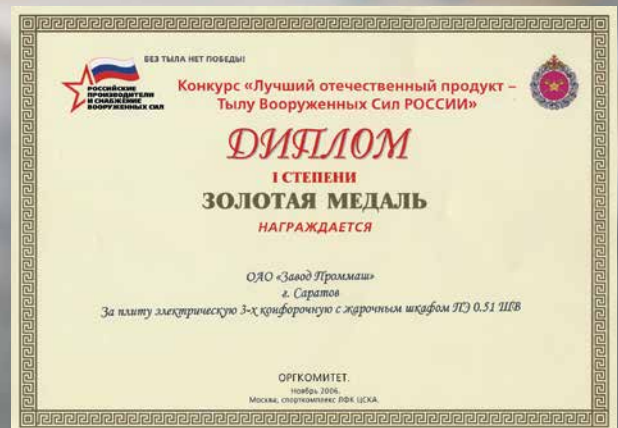 БЕЗ ТЫЛА НЕТ ПОБЕДЫ!
РОССИЙСКИЕ
ПРОИЗВОДИТЕЛИ
И СНАБЖЕНИЕ
ВООРУЖЕННЫХ СИЛ
Конкурс «Лучший отечественный продукт –
Тылу Вооруженных Сил РОССИИ»
ДИПЛОМ
I СТЕПЕНИ
ЗОЛОТАЯ МЕДАЛЬ
НАГРАЖДАЕТСЯ
ОАО «Завод Проммаш»
г. Саратов
За плиту электрическую 3-х конфорочную с жарочным шкафом ПЭ 0.51 ШВ
ОРГКОМИТЕТ.
Ноябрь 2006.
Москва, спорткомплекс ЛФК ЦСКА.